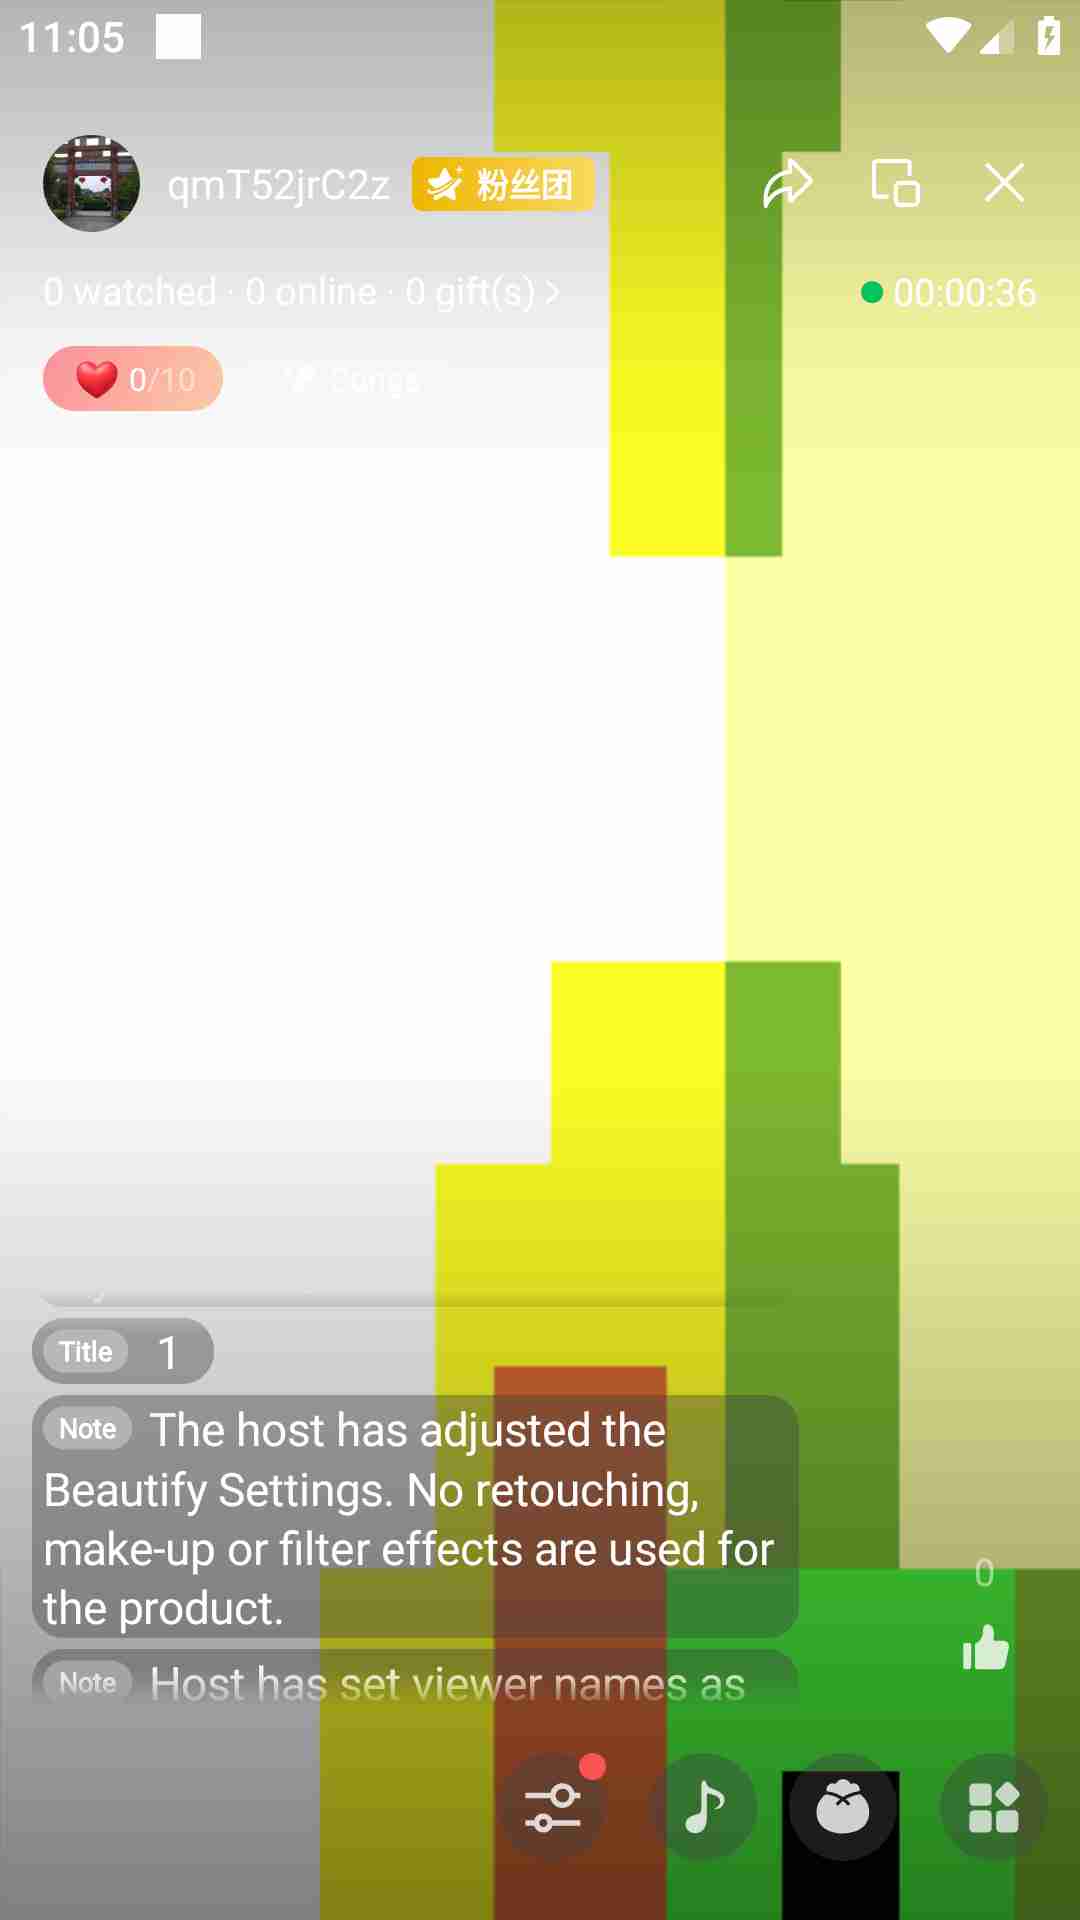 11:05
qmT52jrC2z 粉丝团
0 watched · 0 online · 0 gift(s)
00:00:36
0/10 Songs
Title 1
Note The host has adjusted the
Beautify Settings. No retouching,
make-up or filter effects are used for
the product.
0
Note Host has set viewer names as